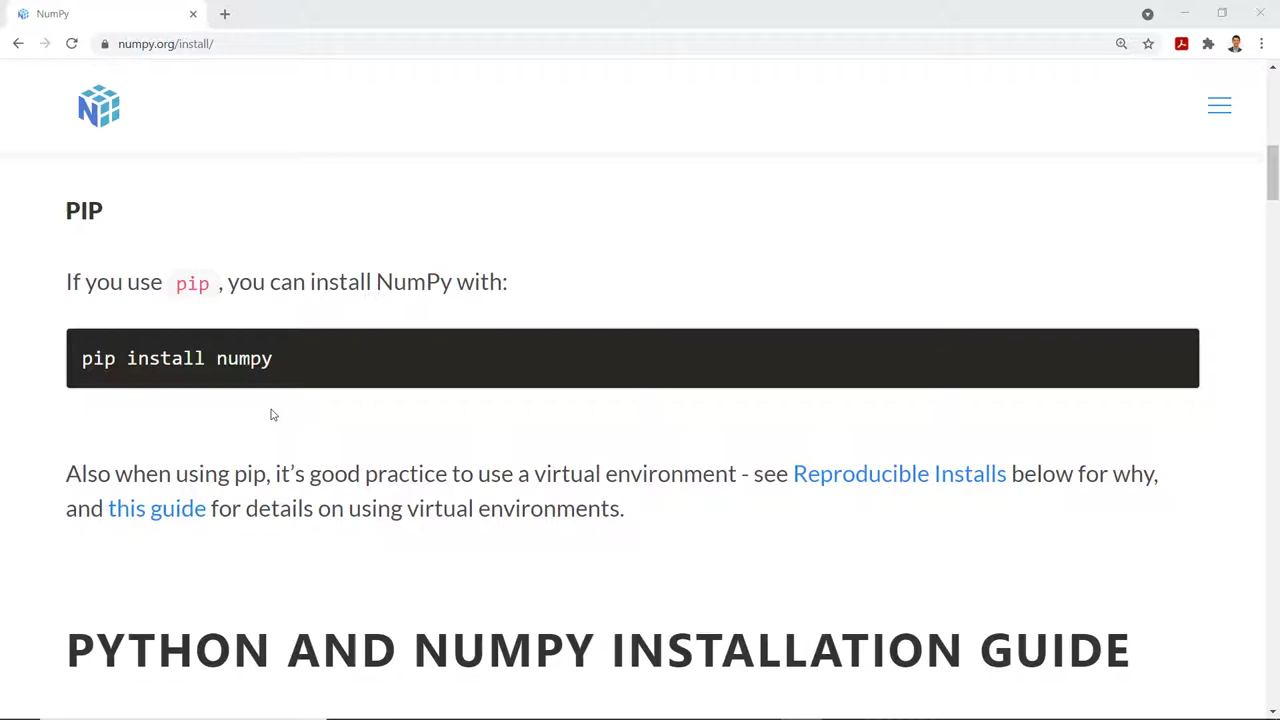 NumPy
numpy.org/install/
PIP
If you use pip , you can install NumPy with:
pip install numpy
Also when using pip, it’s good practice to use a virtual environment - see Reproducible Installs below for why,
and this guide for details on using virtual environments.
PYTHON AND NUMPY INSTALLATION GUIDE